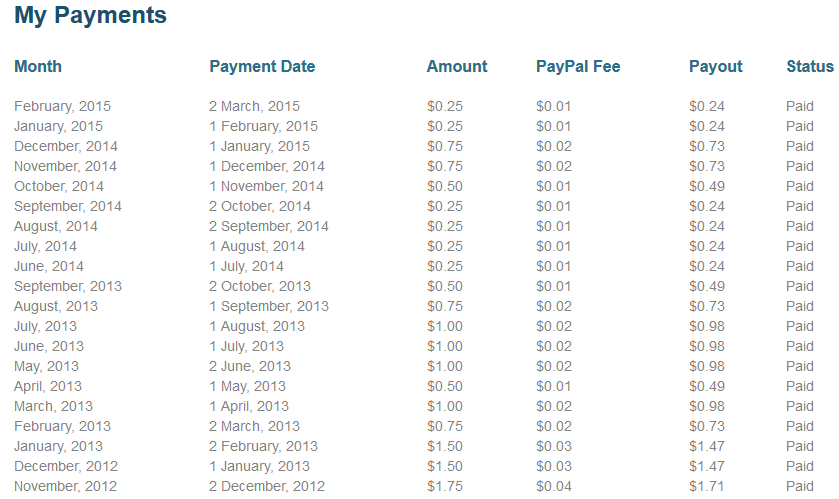 My Payments
Month Payment Date Amount PayPal Fee Payout Status
February, 2015 2 March, 2015 $0.25 $0.01 $0.24 Paid
January, 2015 1 February, 2015 $0.25 $0.01 $0.24 Paid
December, 2014 1 January, 2015 $0.75 $0.02 $0.73 Paid
November, 2014 1 December, 2014 $0.75 $0.02 $0.73 Paid
October, 2014 1 November, 2014 $0.50 $0.01 $0.49 Paid
September, 2014 2 October, 2014 $0.25 $0.01 $0.24 Paid
August, 2014 2 September, 2014 $0.25 $0.01 $0.24 Paid
July, 2014 1 August, 2014 $0.25 $0.01 $0.24 Paid
June, 2014 1 July, 2014 $0.25 $0.01 $0.24 Paid
September, 2013 2 October, 2013 $0.50 $0.01 $0.49 Paid
August, 2013 1 September, 2013 $0.75 $0.02 $0.73 Paid
July, 2013 1 August, 2013 $1.00 $0.02 $0.98 Paid
June, 2013 1 July, 2013 $1.00 $0.02 $0.98 Paid
May, 2013 2 June, 2013 $1.00 $0.02 $0.98 Paid
April, 2013 1 May, 2013 $0.50 $0.01 $0.49 Paid
March, 2013 1 April, 2013 $1.00 $0.02 $0.98 Paid
February, 2013 2 March, 2013 $0.75 $0.02 $0.73 Paid
January, 2013 2 February, 2013 $1.50 $0.03 $1.47 Paid
December, 2012 1 January, 2013 $1.50 $0.03 $1.47 Paid
November, 2012 2 December, 2012 $1.75 $0.04 $1.71 Paid